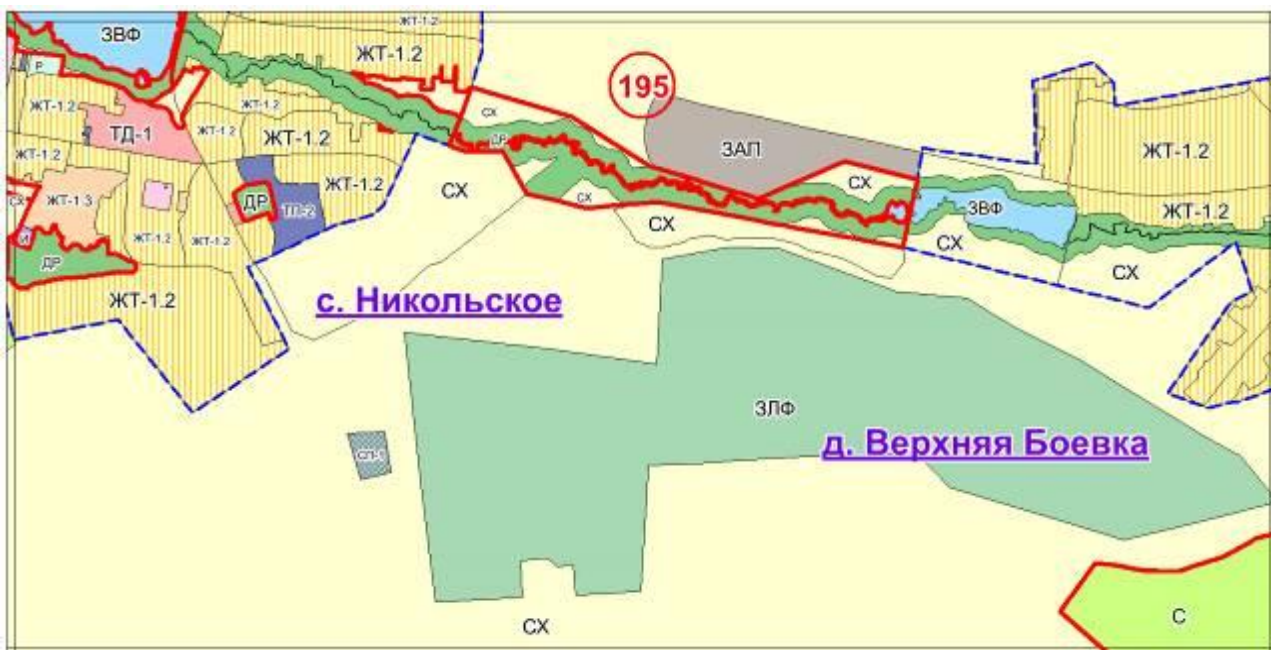 ЗВФ
ЖТ-1.2
ЖТ-1.2
Р
195
ЖТ-1.2
ТД-1
ЖТ-1.2
ЖТ-1.2
ЖТ-1.2
СХ
ДР
ЗАП
ЖТ-1.2
ЖТ-1.2
ЖТ-1.3
ДР
ТП-2
ЖТ-1.2
СХ
СХ
СХ
СХ
ЗВФ
ЖТ-1.2
СХ
И
ЖТ-1.2
ЖТ-1.2
СХ
СХ
ДР
ЖТ-1.2
с. Никольское
ЗЛФ
д. Верхняя Боевка
СП-1
С
СХ